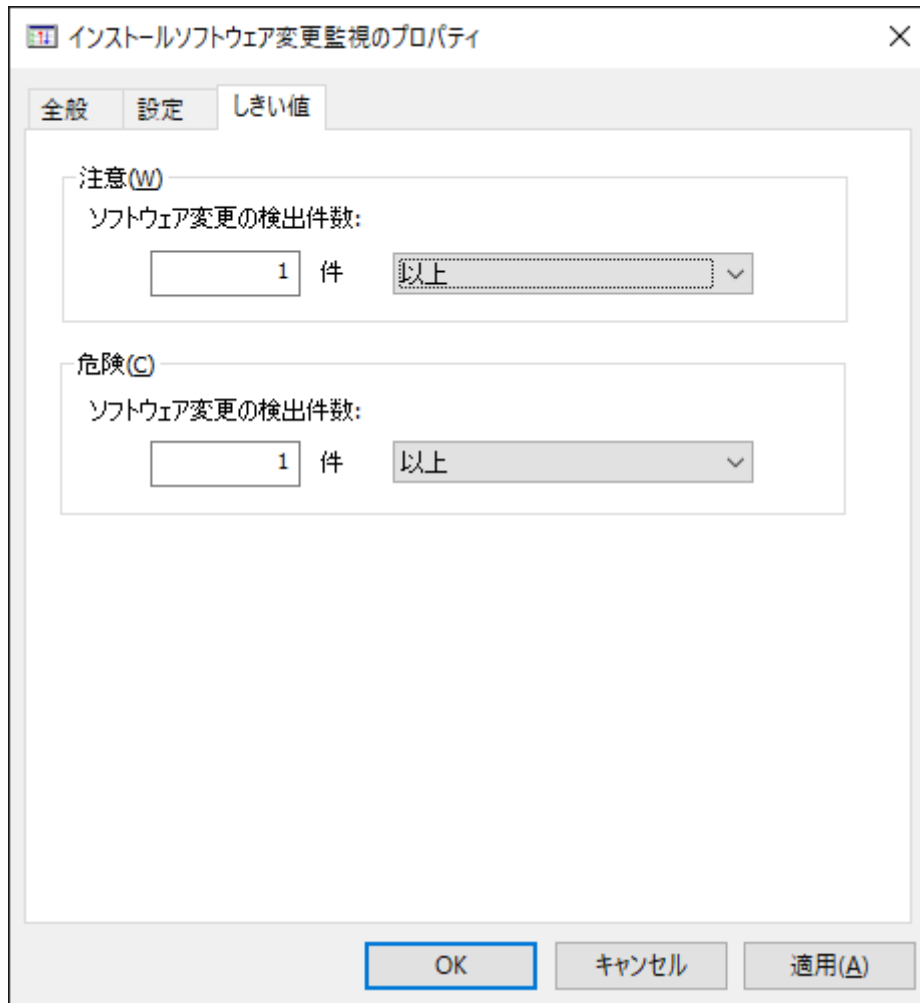 インストールソフトウェア変更監視のプロパティ
全般 設定 しきい値
注意(W)
ソフトウェア変更の検出件数:
1 件 以上
危険(C)
ソフトウェア変更の検出件数:
1 件 以上
OK キャンセル 適用(A)